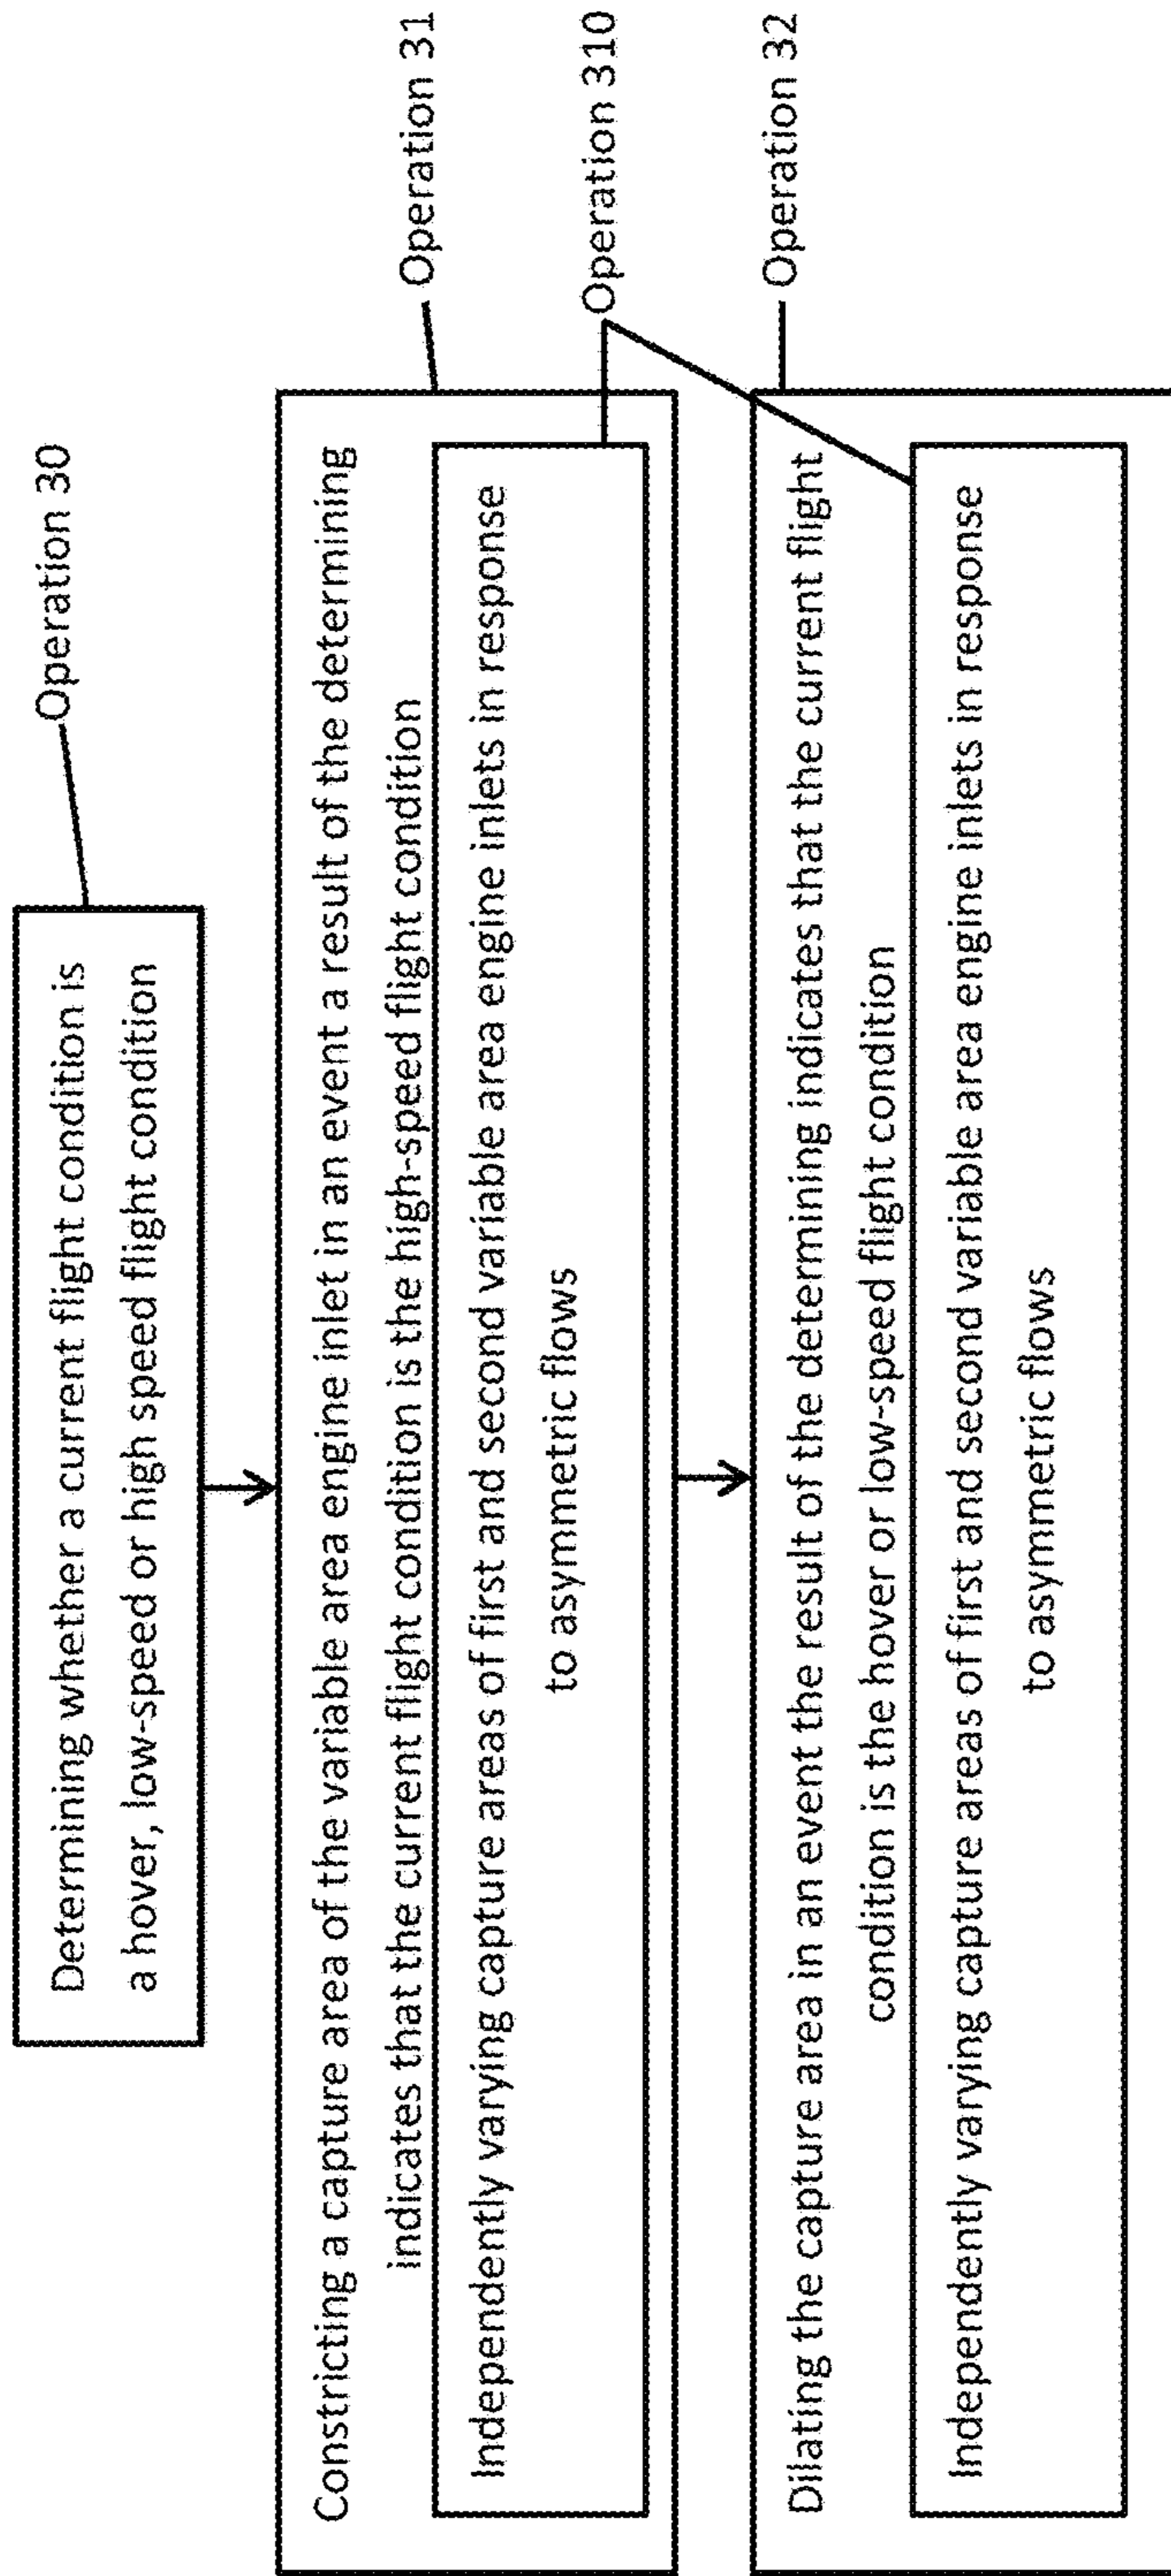 Determining whether a current flight condition is
a hover, low-speed or high speed flight condition
Operation 30
Constricting a capture area of the variable area engine inlet in an event a result of the determining
indicates that the current flight condition is the high-speed flight condition
Operation 31
Independently varying capture areas of first and second variable area engine inlets in response
to asymmetric flows
Operation 310
Dilating the capture area in an event the result of the determining indicates that the current flight
condition is the hover or low-speed flight condition
Operation 32
Independently varying capture areas of first and second variable area engine inlets in response
to asymmetric flows